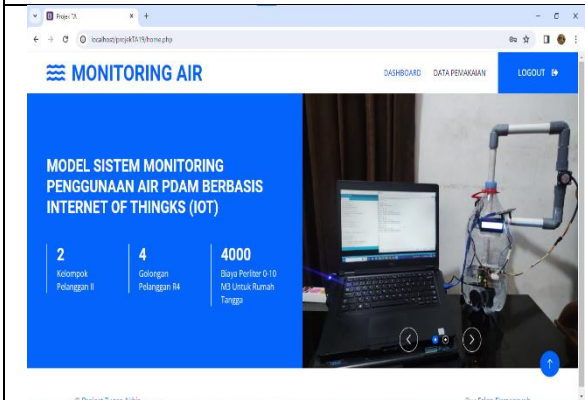 Projek TA
localhost/projekTA19/home.php
MONITORING AIR
DASHBOARD
DATA PEMAKAIAN
LOGOUT
MODEL SISTEM MONITORING
PENGGUNAAN AIR PDAM BERBASIS
INTERNET OF THINGKS (IOT)
2
Kelompok
Pelanggan II
4
Golongan
Pelanggan R4
4000
Biaya Perliter 0-10
M3 Untuk Rumah
Tangga